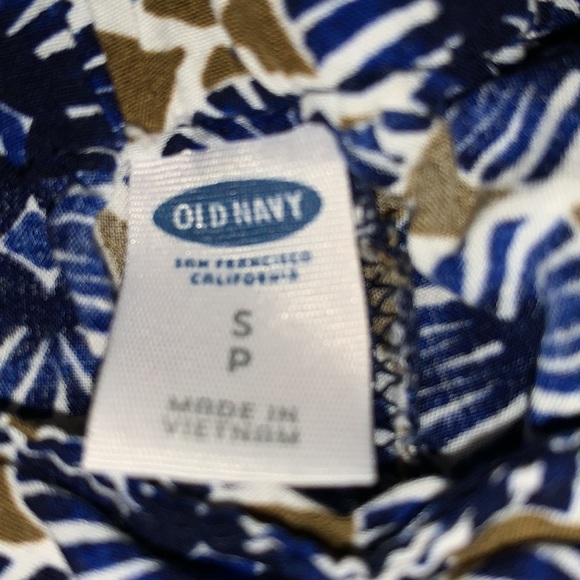 OLD NAVY
SAN FRANCISCO
CALIFORNIA
S
P
MADE IN
VIETNAM